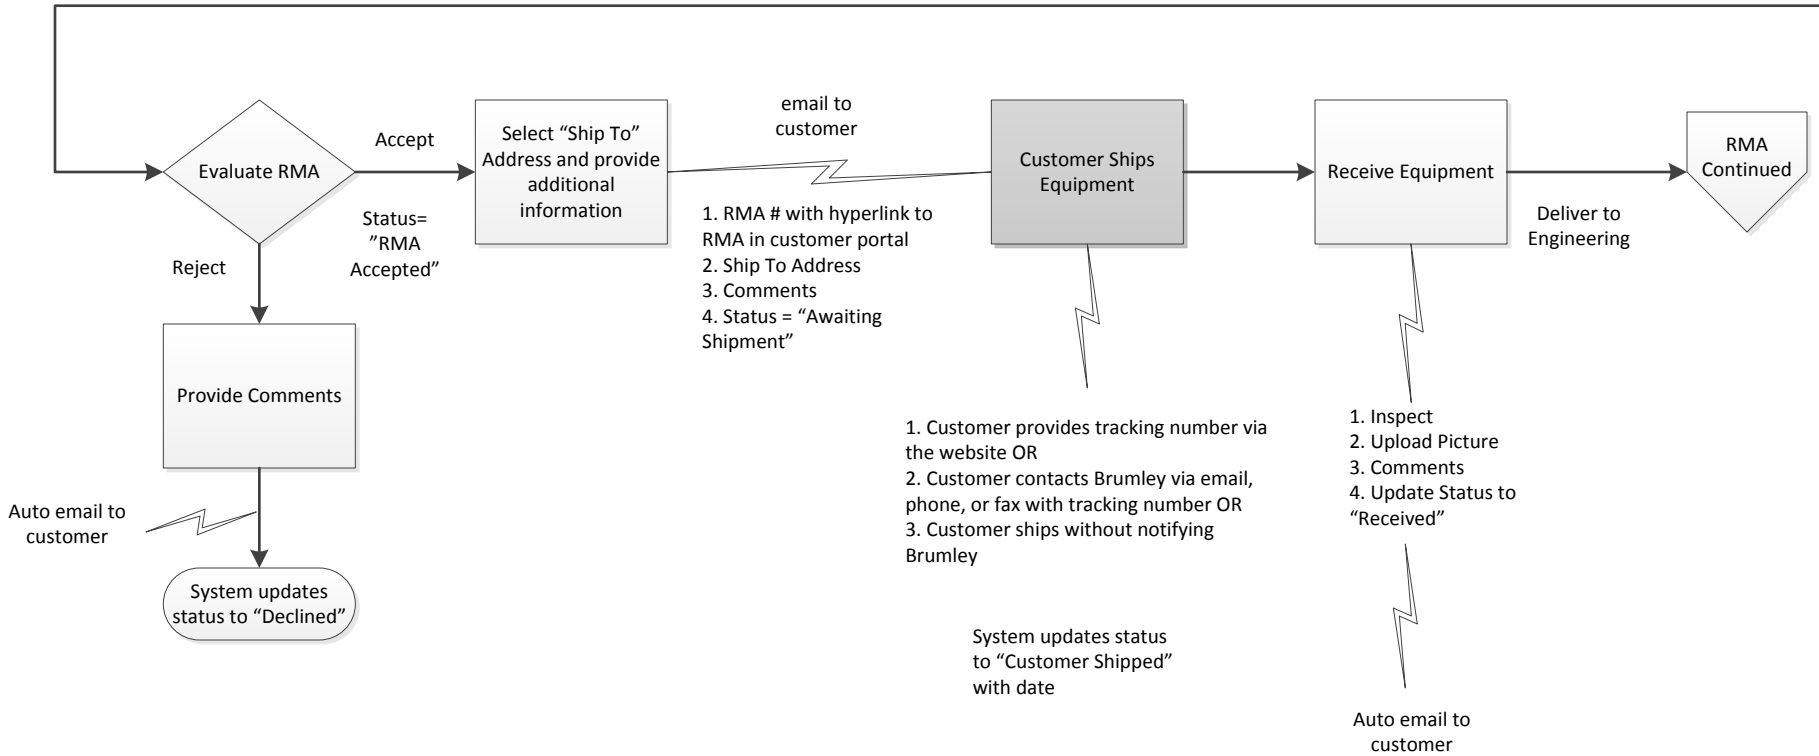 Evaluate RMA
Accept
Status=
”RMA
Accepted”
Reject
Provide Comments
Auto email to
customer
System updates
status to “Declined”
Select “Ship To”
Address and provide
additional
information
email to
customer
1. RMA # with hyperlink to
RMA in customer portal
2. Ship To Address
3. Comments
4. Status = “Awaiting
Shipment”
Customer Ships
Equipment
1. Customer provides tracking number via
the website OR
2. Customer contacts Brumley via email,
phone, or fax with tracking number OR
3. Customer ships without notifying
Brumley
System updates status
to “Customer Shipped”
with date
Receive Equipment
1. Inspect
2. Upload Picture
3. Comments
4. Update Status to
“Received”
Auto email to
customer
Deliver to
Engineering
RMA
Continued